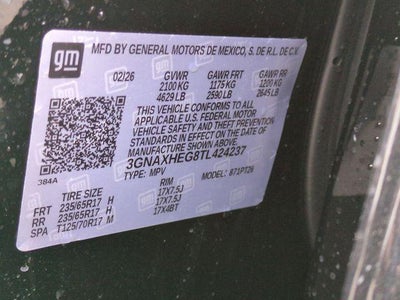 gm
MFD BY GENERAL MOTORS DE MEXICO, S. DE R.L. DE C.V.
02/26 GVWR GAWR FRT GAWR RR
2100 KG 1175 KG 1200 KG
4629 LB 2590 LB 2645 LB
THIS VEHICLE CONFORMS TO ALL
APPLICABLE U.S. FEDERAL MOTOR
VEHICLE SAFETY AND THEFT PREVENTION
STANDARDS IN EFFECT ON THE DATE OF
MANUFACTURE SHOWN ABOVE.
3GNAXHEG8TL424237
TYPE: MPV 871PT26
384A
TIRE SIZE RIM
FRT 235/65R17 H 17X7.5J
RR 235/65R17 H 17X7.5J
SPA T125/70R17 M 17X4BT